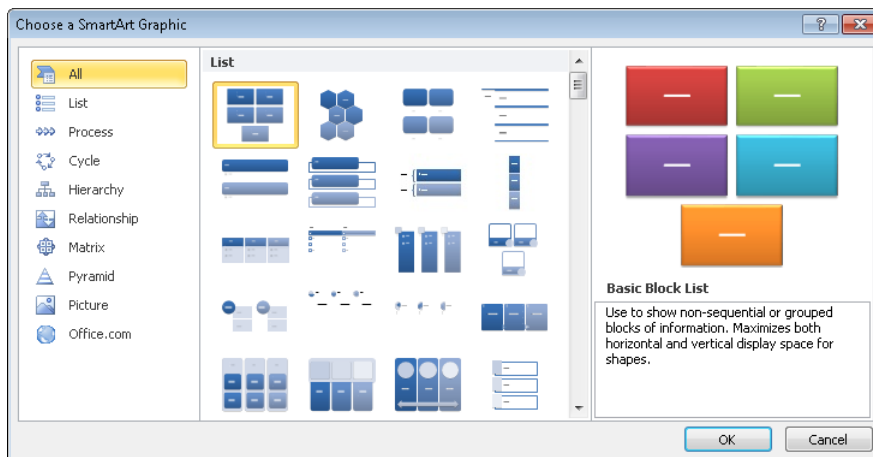 Choose a SmartArt Graphic
All
List
Process
Cycle
Hierarchy
Relationship
Matrix
Pyramid
Picture
Office.com
List
Basic Block List
Use to show non-sequential or grouped
blocks of information. Maximizes both
horizontal and vertical display space for
shapes.
OK
Cancel